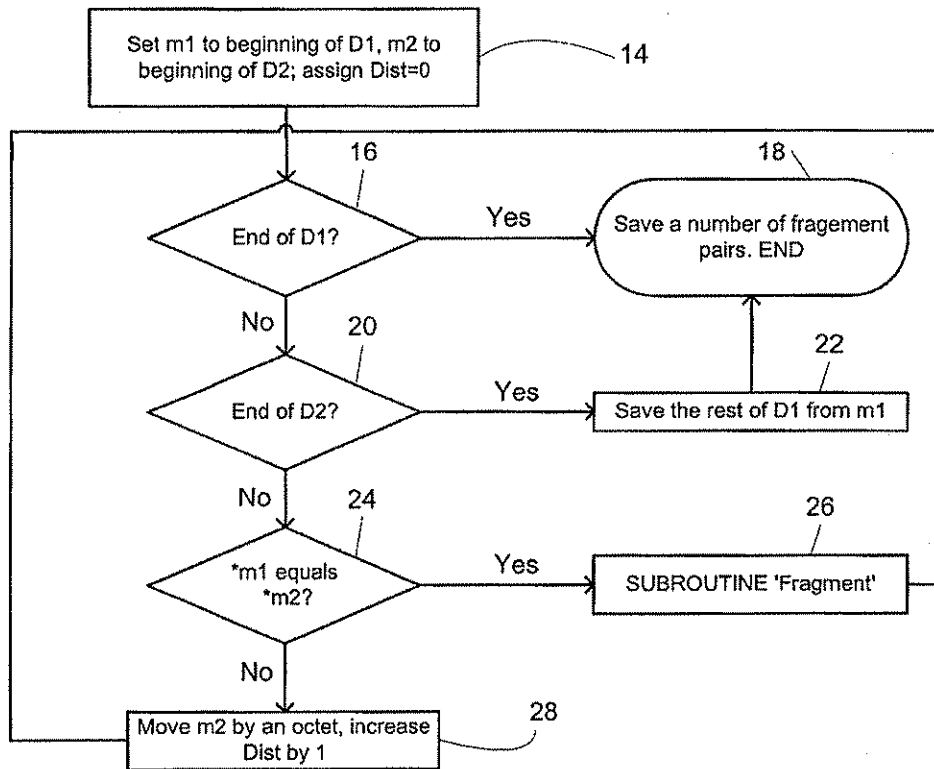 Set m1 to beginning of D1, m2 to
beginning of D2; assign Dist=0
14
16
18
End of D1?
Yes
Save a number of fragement
pairs. END
No
20
22
End of D2?
Yes
Save the rest of D1 from m1
No
24
26
*m1 equals
*m2?
Yes
SUBROUTINE 'Fragment'
No
Move m2 by an octet, increase
Dist by 1
28